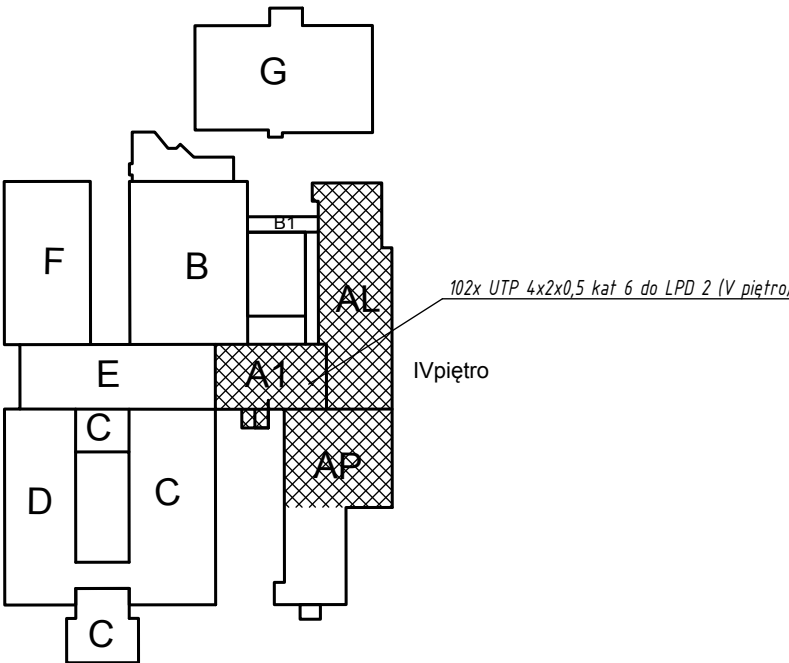 G
B1
F
B
AL
102x UTP 4x2x0,5 kat 6 do LPD 2 (V piętro)
E
A1
IVpiętro
C
AP
D
C
C